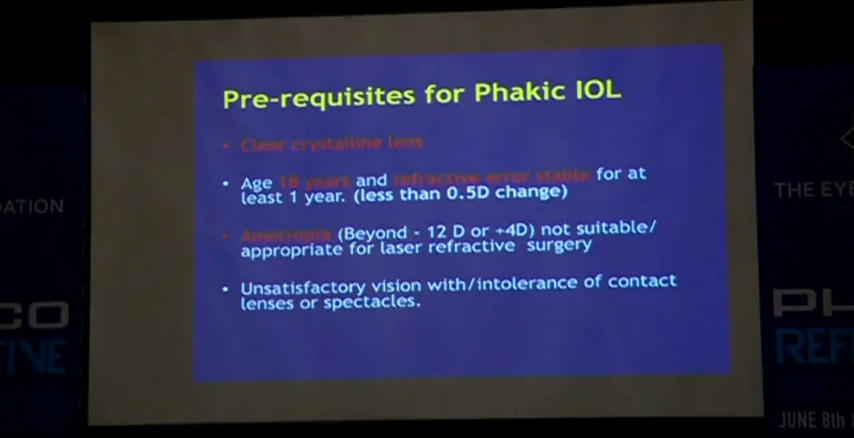 Pre-requisites for Phakic IOL
• Clear crystalline lens
• Age 18 years and refractive error stable for at
least 1 year. (less than 0.5D change)
• Ametropia (Beyond - 12 D or +4D) not suitable/
appropriate for laser refractive surgery
• Unsatisfactory vision with/intolerance of contact
lenses or spectacles.
ATION
CO
TIVE
THE EYE
PH
REF
JUNE 8th